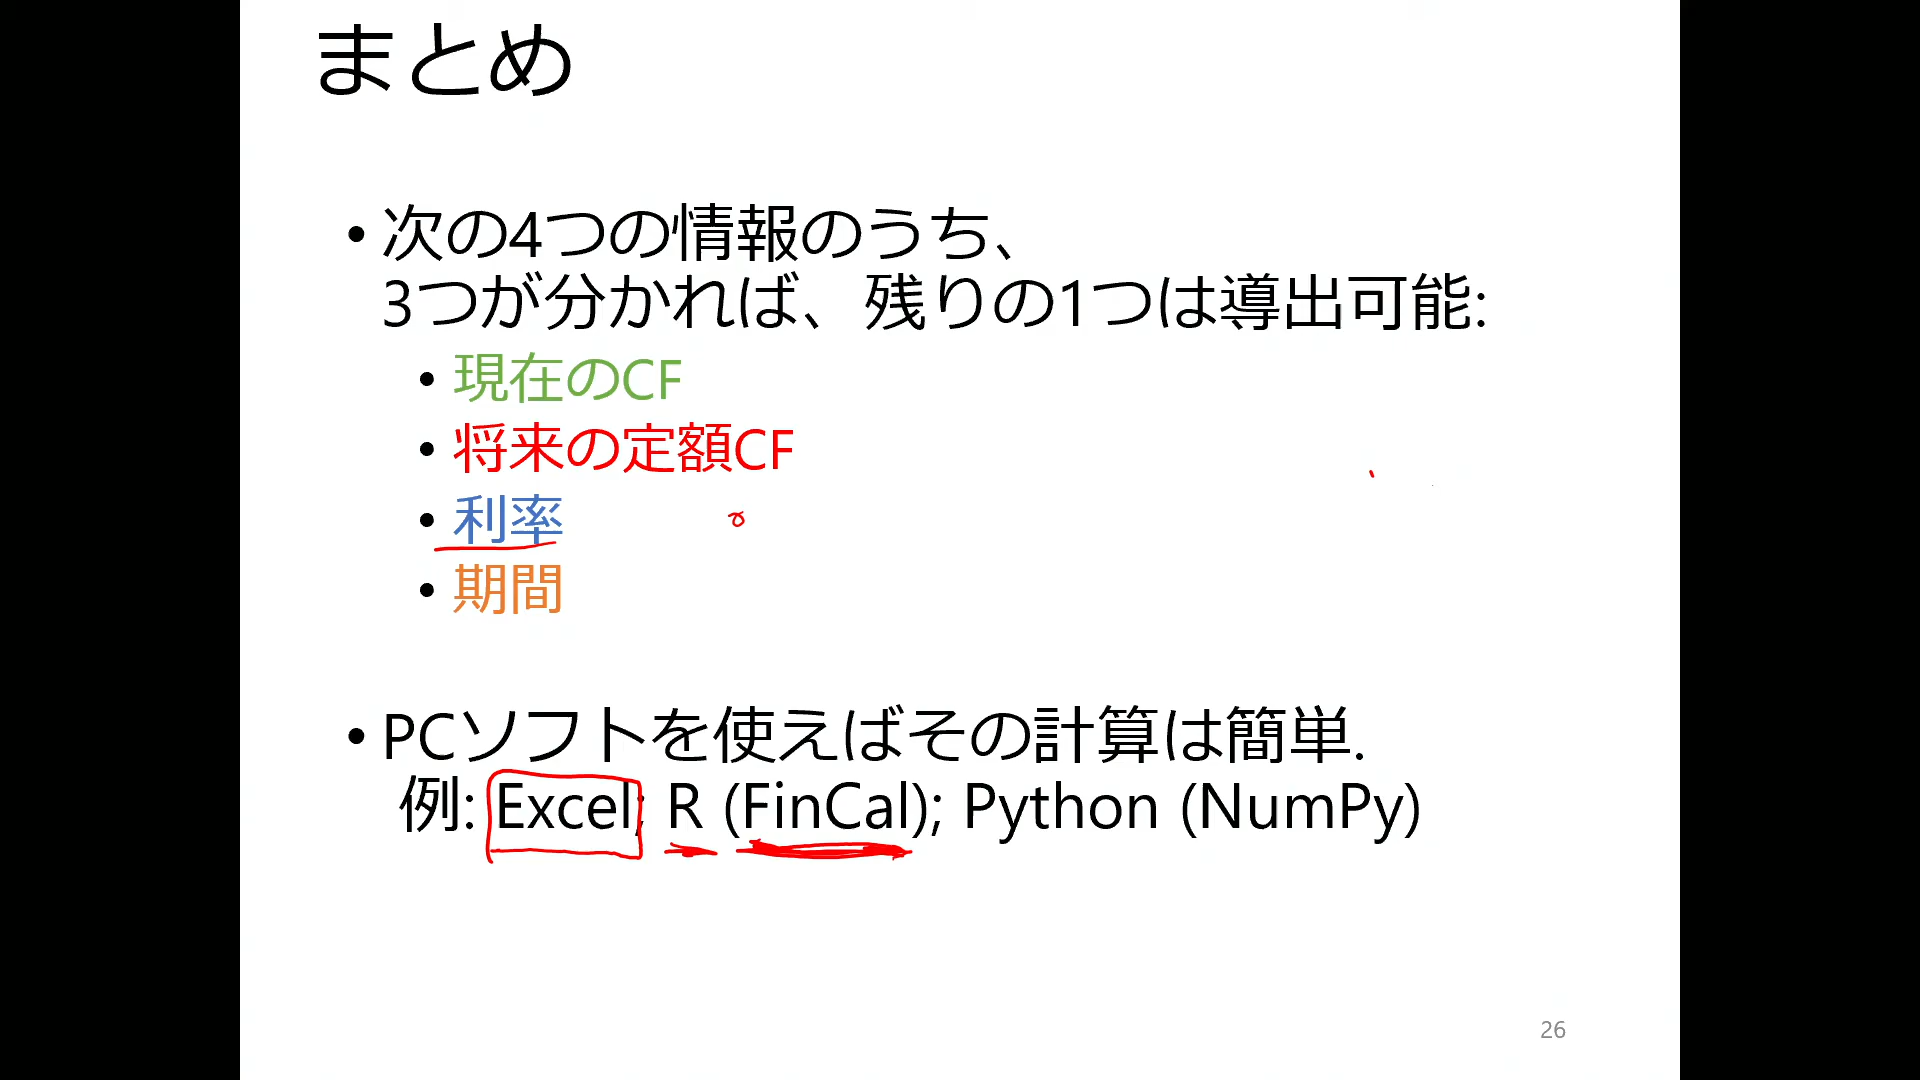 まとめ
• 次の4つの情報のうち、
3つが分かれば、残りの1つは導出可能:
• 現在のCF
• 将来の定額CF
• 利率
• 期間
• PCソフトを使えばその計算は簡単.
例: Excel; R (FinCal); Python (NumPy)
26